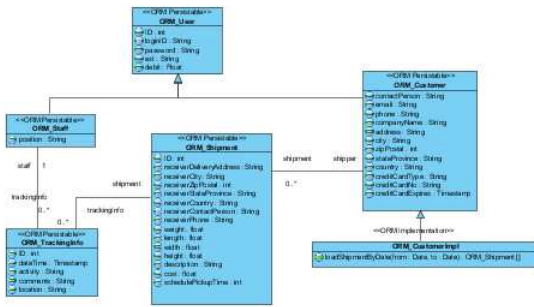 <<ORM Persistable>>
ORM_User
ID : int
loginID : String
password : String
debit : float
<<ORM Persistable>>
ORM_Staff
position : String
<<ORM Persistable>>
ORM_Customer
contactPerson : String
email : String
phone : String
companyName : String
address : String
city : String
zipPostal : int
stateProvince : String
country : String
creditCardType : String
creditCardNo : String
creditCardExpires : Timestamp
<<ORM Persistable>>
ORM_Shipment
ID : int
receiverDeliveryAddress : String
receiverCity : String
receiverZipPostal : int
receiverStateProvince : String
receiverCountry : String
receiverContactPerson : String
receiverPhone : String
weight : float
length : float
width : float
height : float
description : String
cost : float
schedulePickupTime : int
<<ORM Persistable>>
ORM_TrackingInfo
ID : int
dateTime : Timestamp
activity : String
comments : String
location : String
staff 1
trackingInfo
0..*
shipment
0..*
trackingInfo
shipment shipper
0..*
<<ORM Implementation>>
ORM_CustomerImpl
loadShipmentByDate(from : Date, to : Date) : ORM_Shipment []